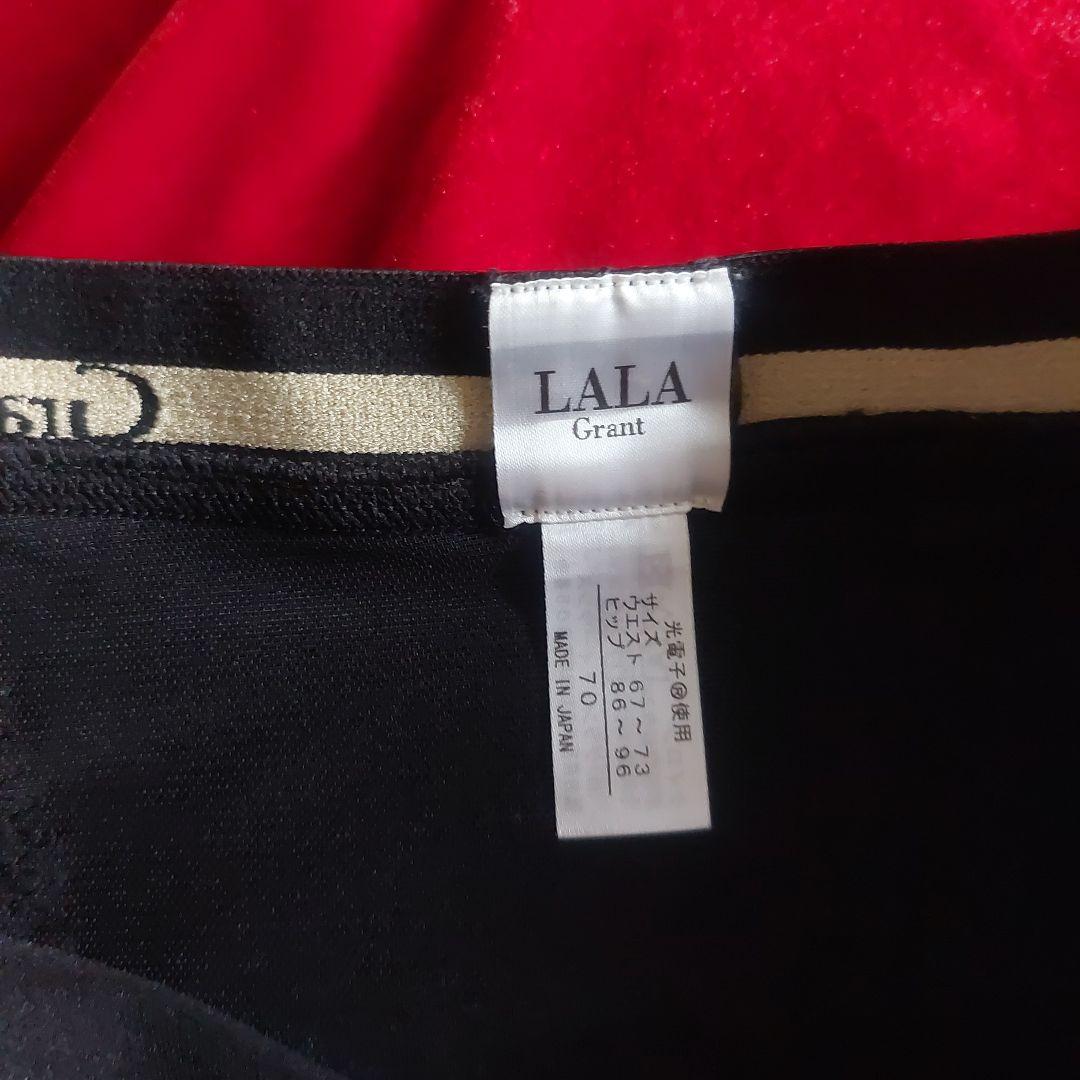 LALA
Grant
光電子®使用
サイズ
ウエスト 67～73
ヒップ 86～96
70
MADE IN JAPAN